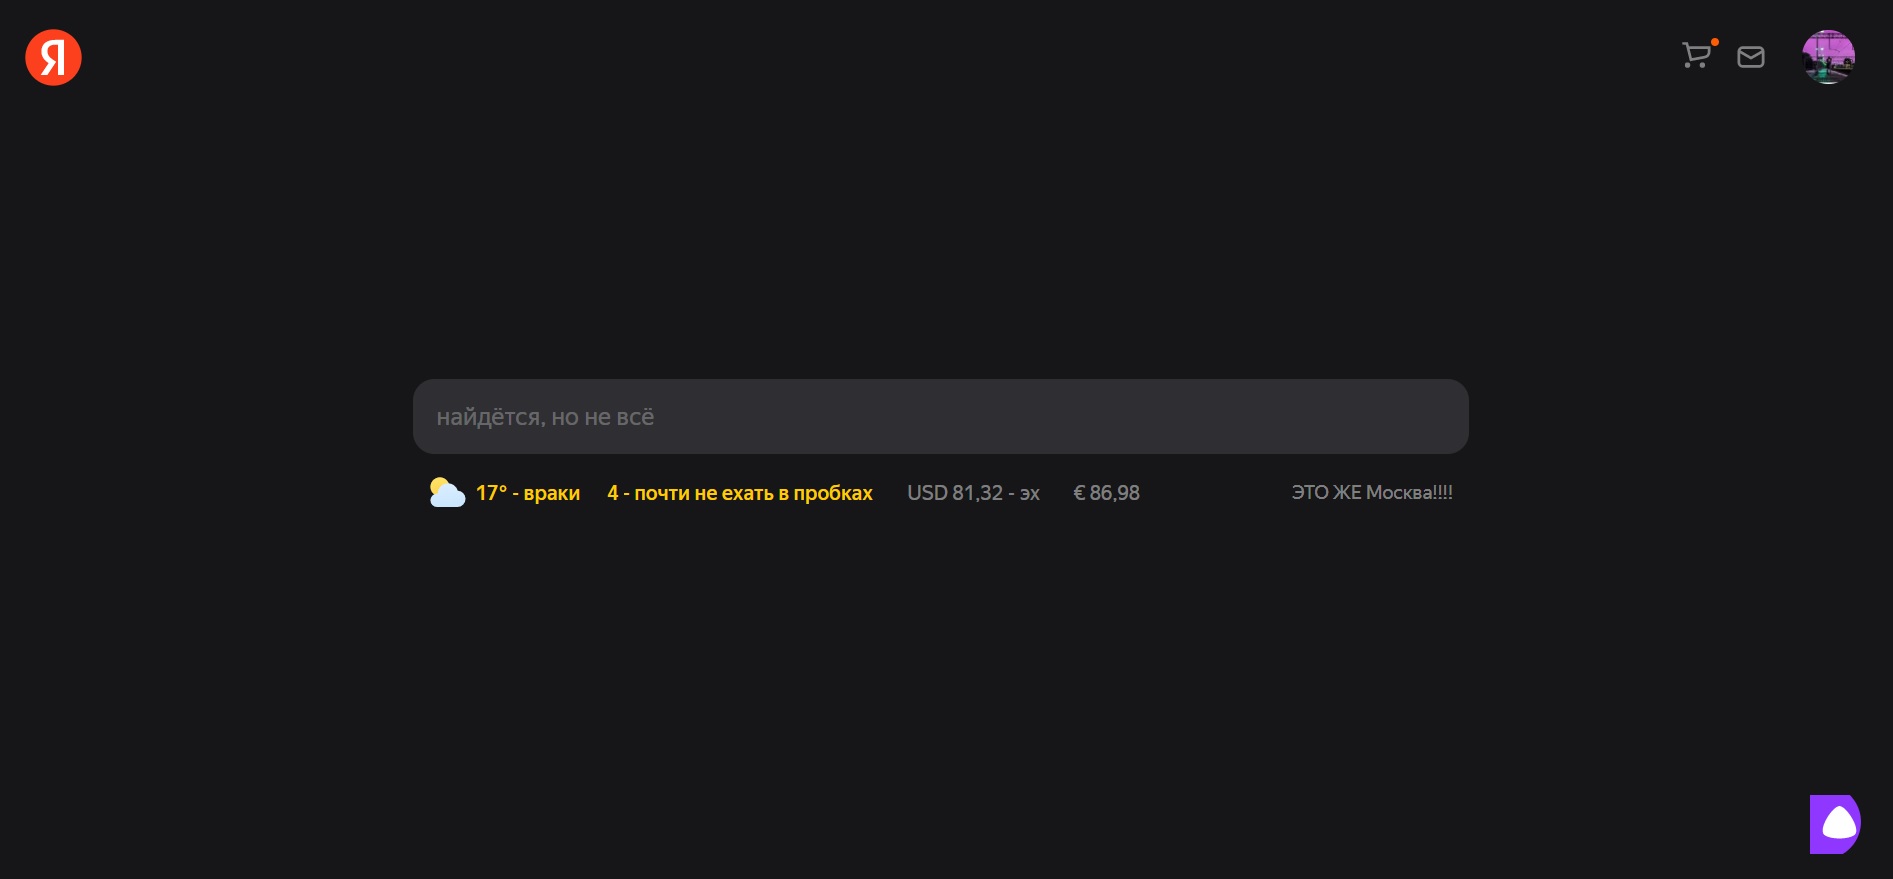 Я
найдётся, но не всё
17° - враки 4 - почти не ехать в пробках USD 81,32 - эх € 86,98 ЭТО ЖЕ Москва!!!!